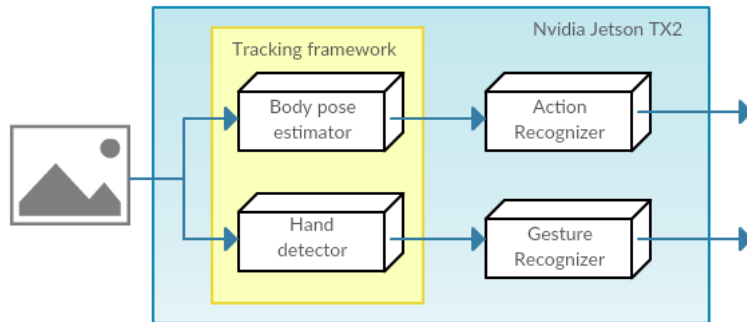 Nvidia Jetson TX2
Tracking framework
Body pose
estimator
Action
Recognizer
Hand
detector
Gesture
Recognizer